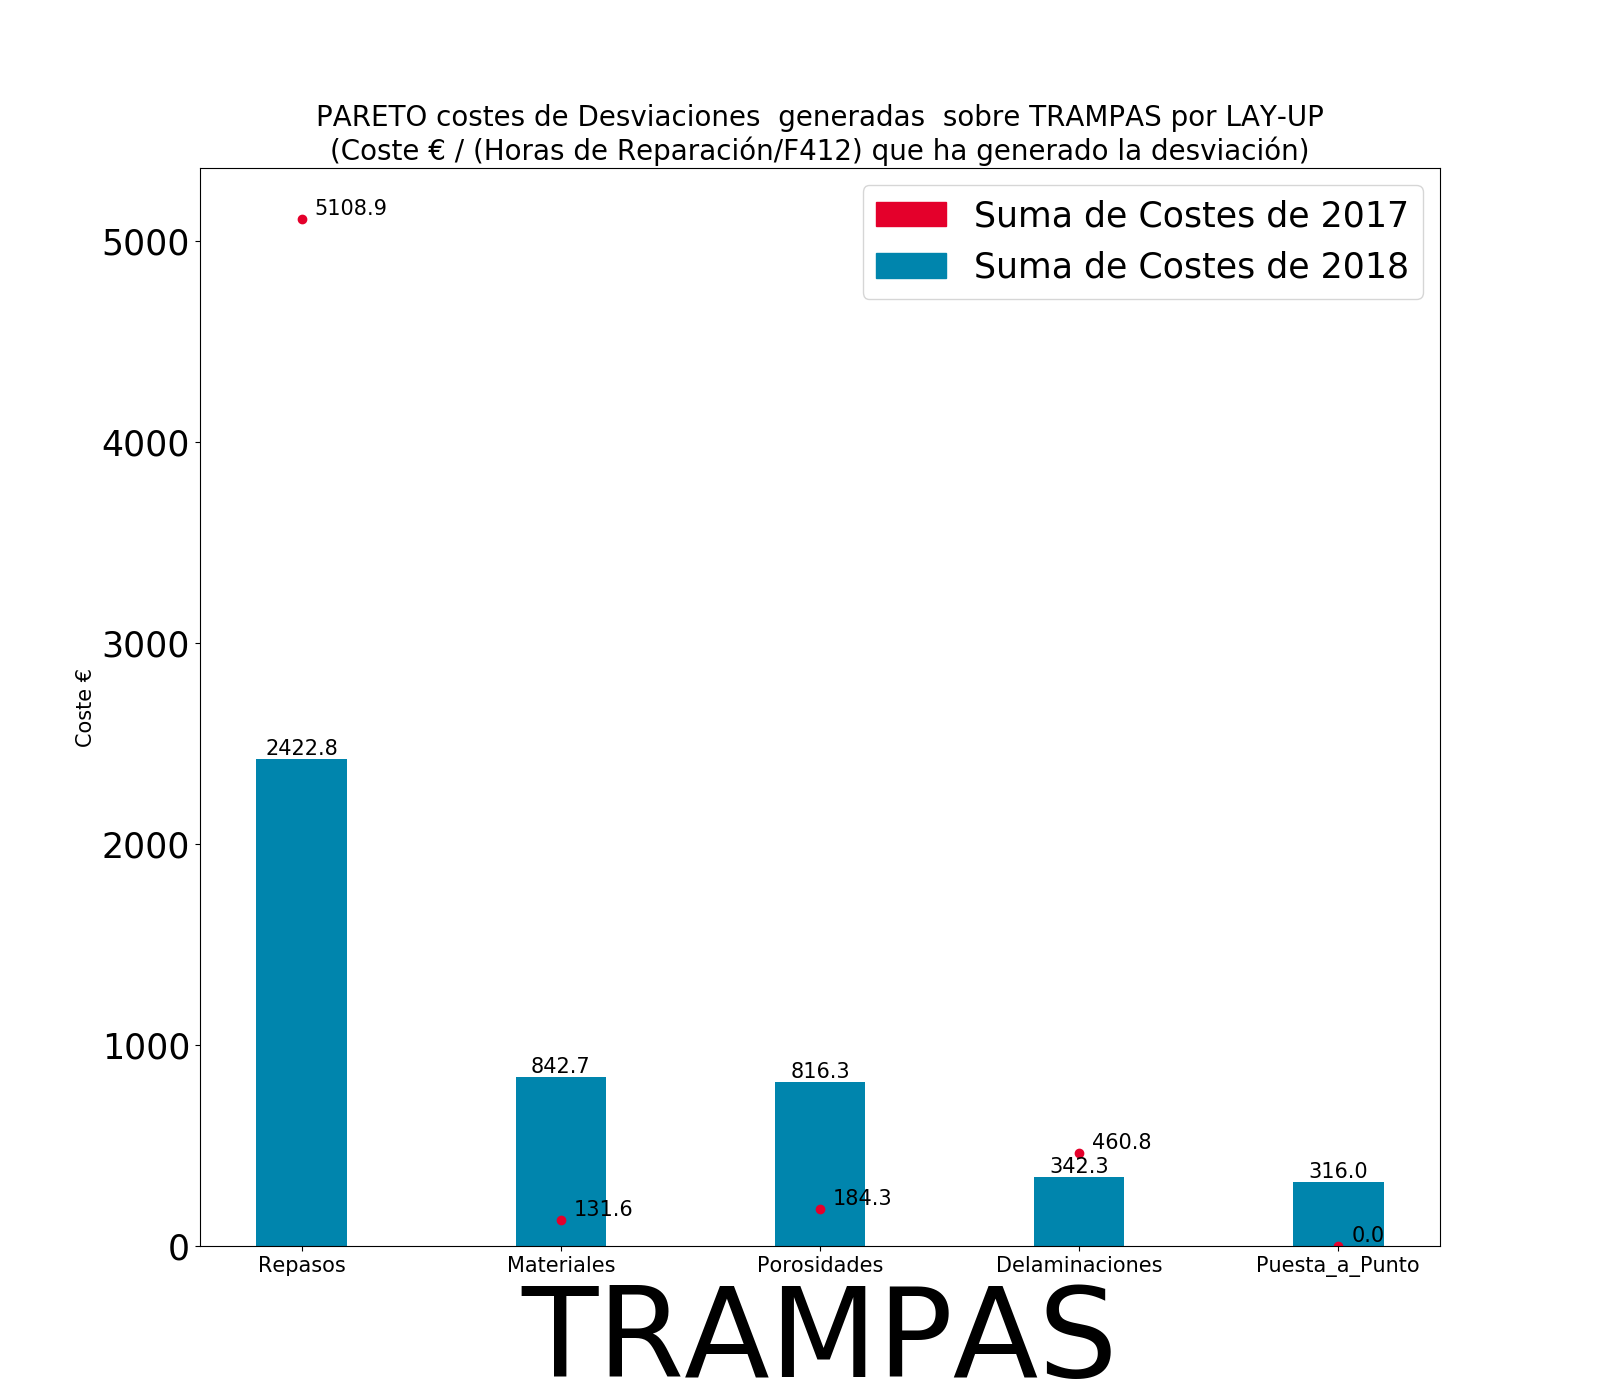 PARETO costes de Desviaciones  generadas  sobre TRAMPAS por LAY-UP
(Coste € / (Horas de Reparación/F412) que ha generado la desviación)
Suma de Costes de 2017
Suma de Costes de 2018
5000
4000
3000
2000
1000
0
Coste €
5108.9
2422.8
842.7
131.6
816.3
184.3
460.8
342.3
316.0
0.0
Repasos
Materiales
Porosidades
Delaminaciones
Puesta_a_Punto
TRAMPAS